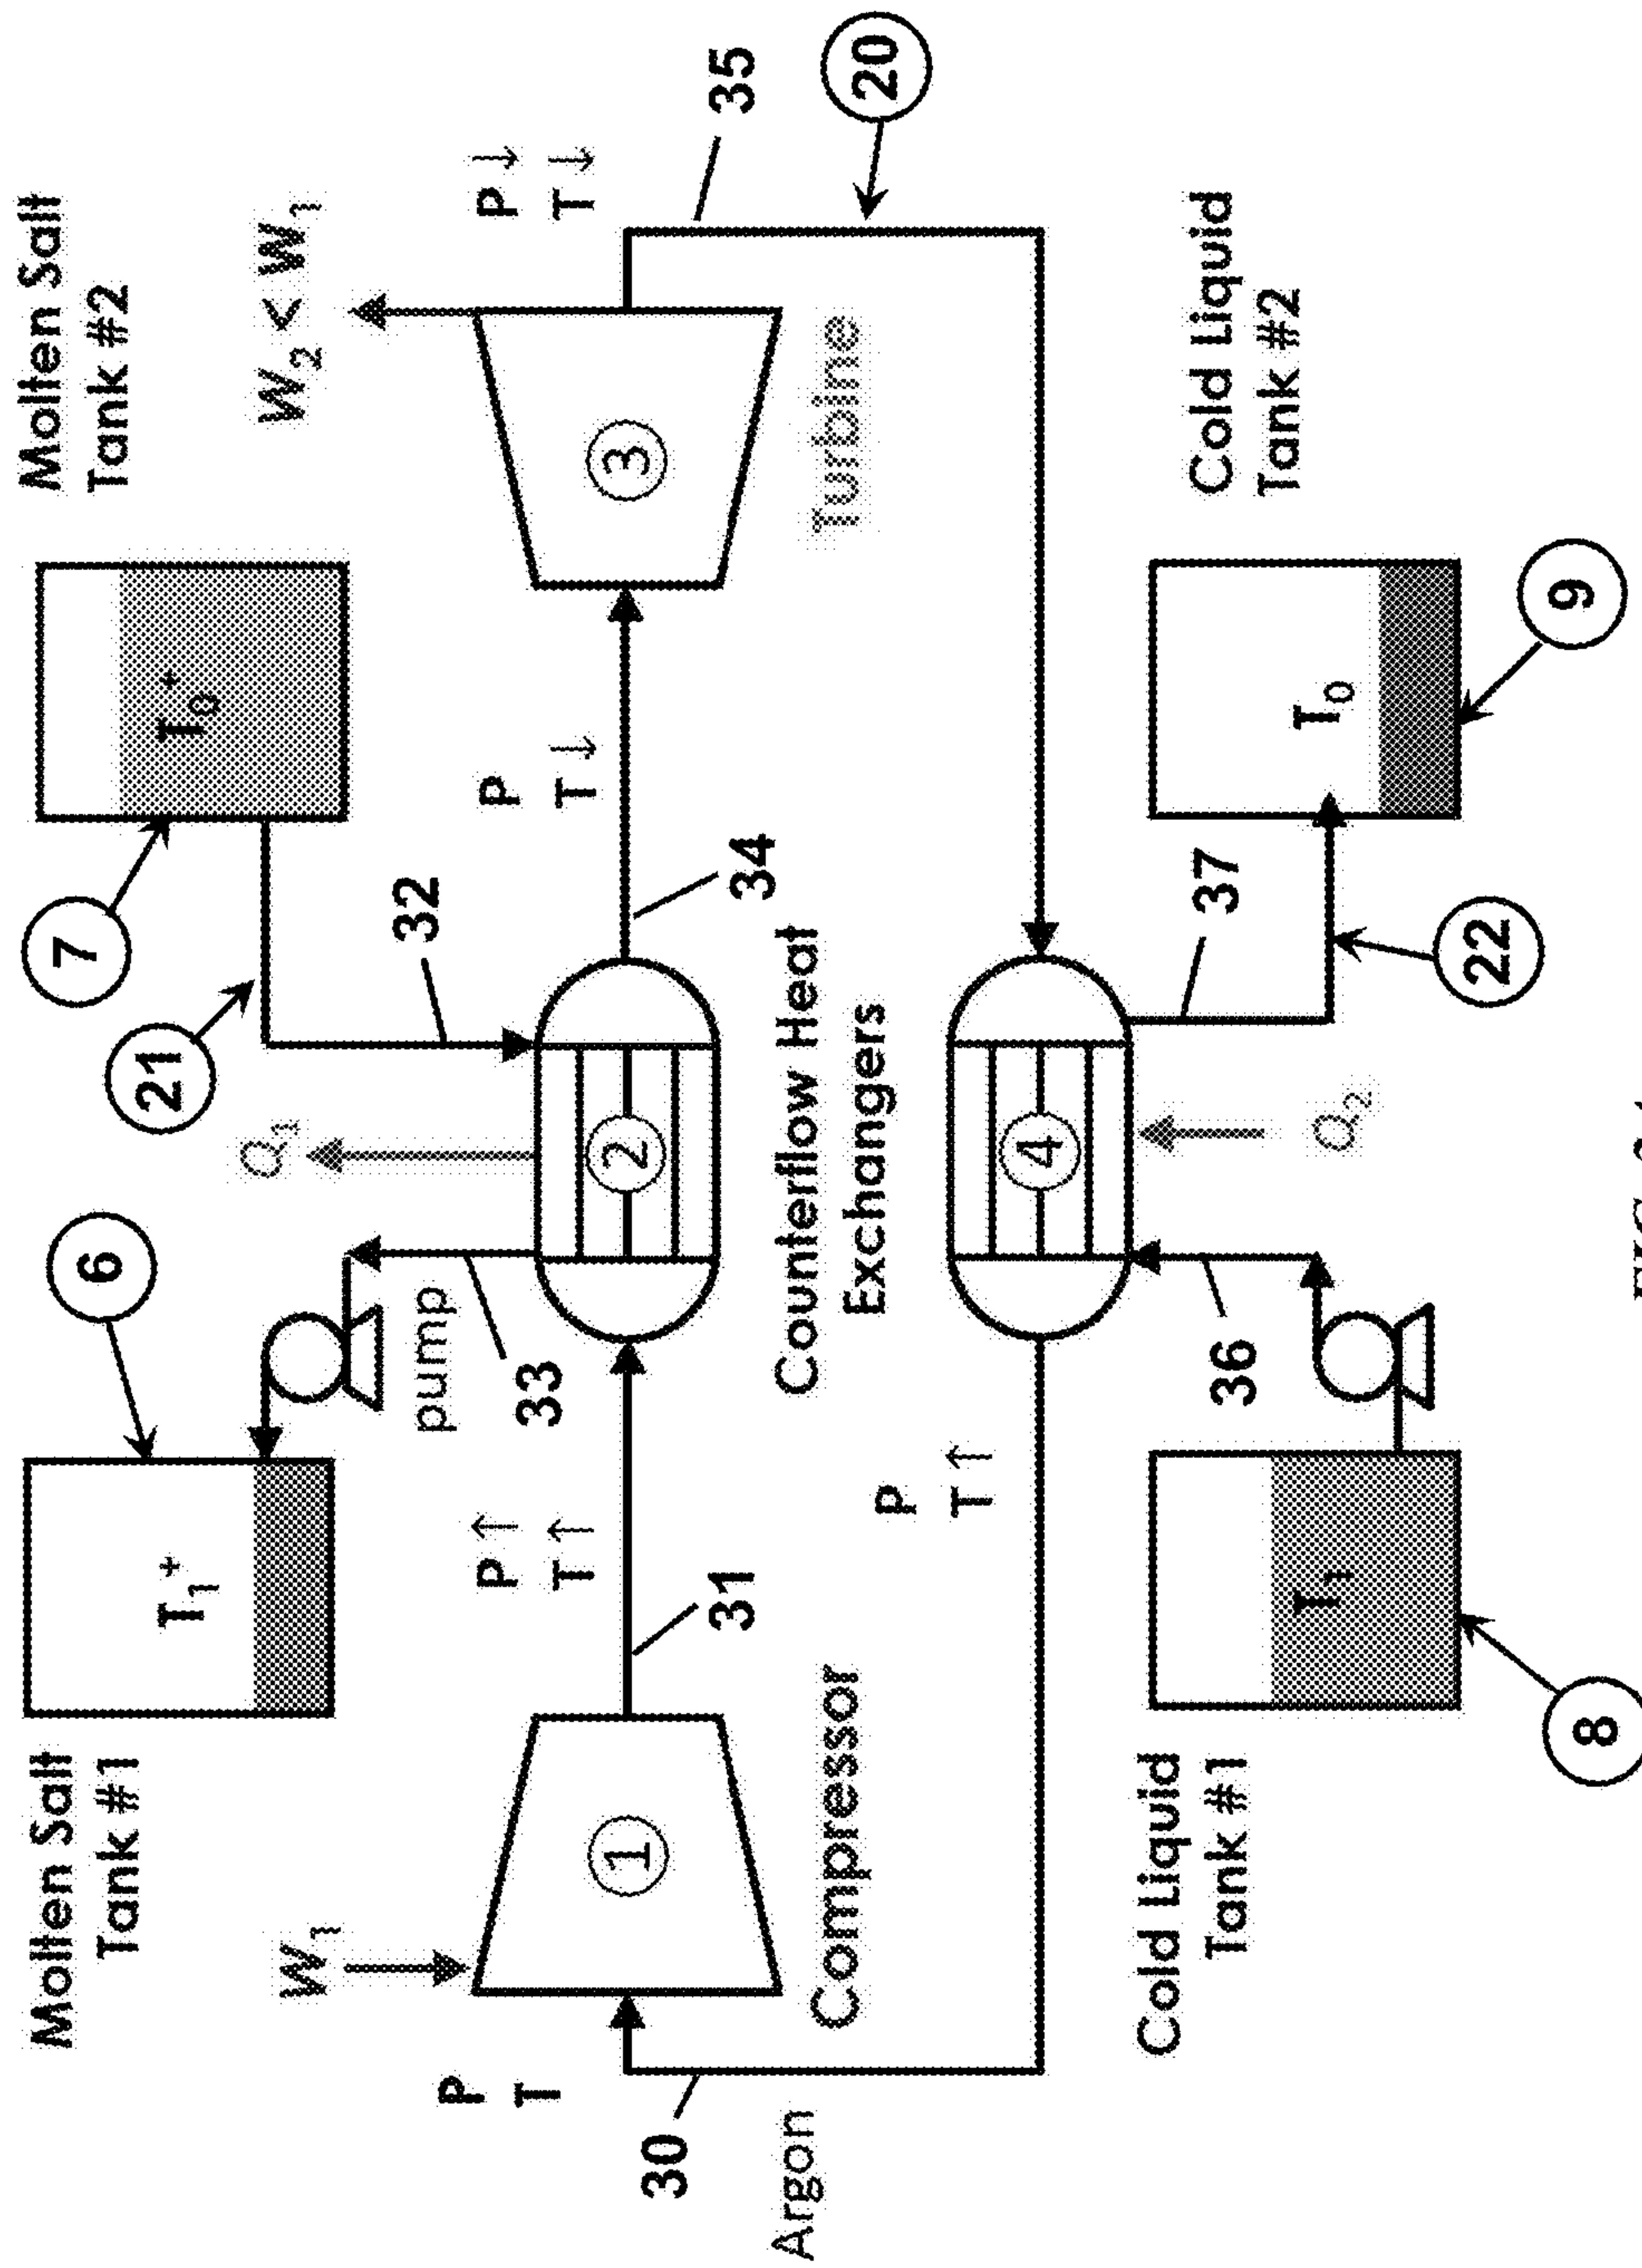 Molten Salt
Tank #1
6
7
21
Molten Salt
Tank #2
T₁⁺
T₀⁺
W₁
Q₁
W₂ < W₁
pump
32
33
P
T
P↑
T↑
P
T↓
P↓
T↓
1
2
3
30
31
34
35
Argon
Compressor
Counterflow Heat
Exchangers
Turbine
20
P
T↑
4
Cold Liquid
Tank #1
36
37
Cold Liquid
Tank #2
T₁
Q₂
T₀
8
22
9